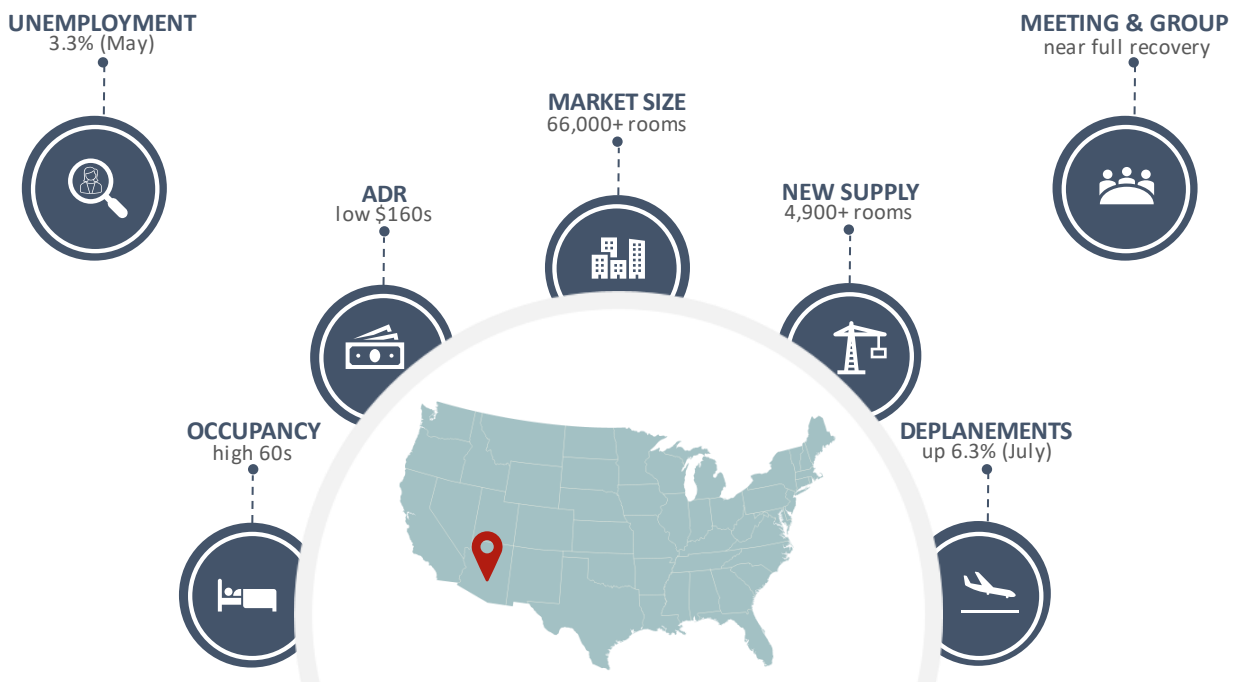 UNEMPLOYMENT
3.3% (May)
MEETING & GROUP
near full recovery
MARKET SIZE
66,000+ rooms
ADR
low $160s
NEW SUPPLY
4,900+ rooms
OCCUPANCY
high 60s
DEPLANEMENTS
up 6.3% (July)